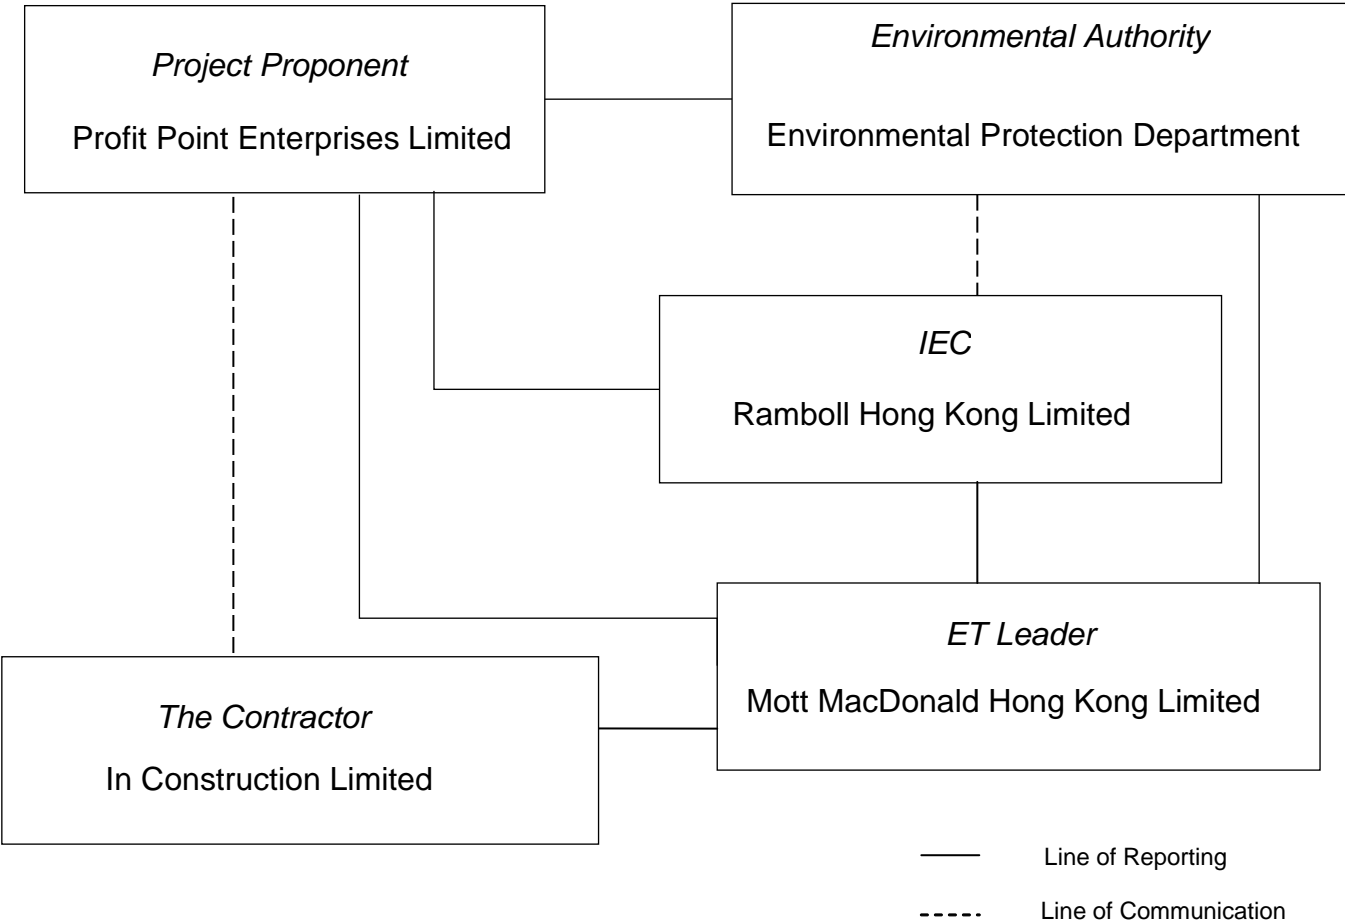 Project Proponent
Profit Point Enterprises Limited
Environmental Authority
Environmental Protection Department
IEC
Ramboll Hong Kong Limited
ET Leader
Mott MacDonald Hong Kong Limited
The Contractor
In Construction Limited
Line of Reporting
Line of Communication